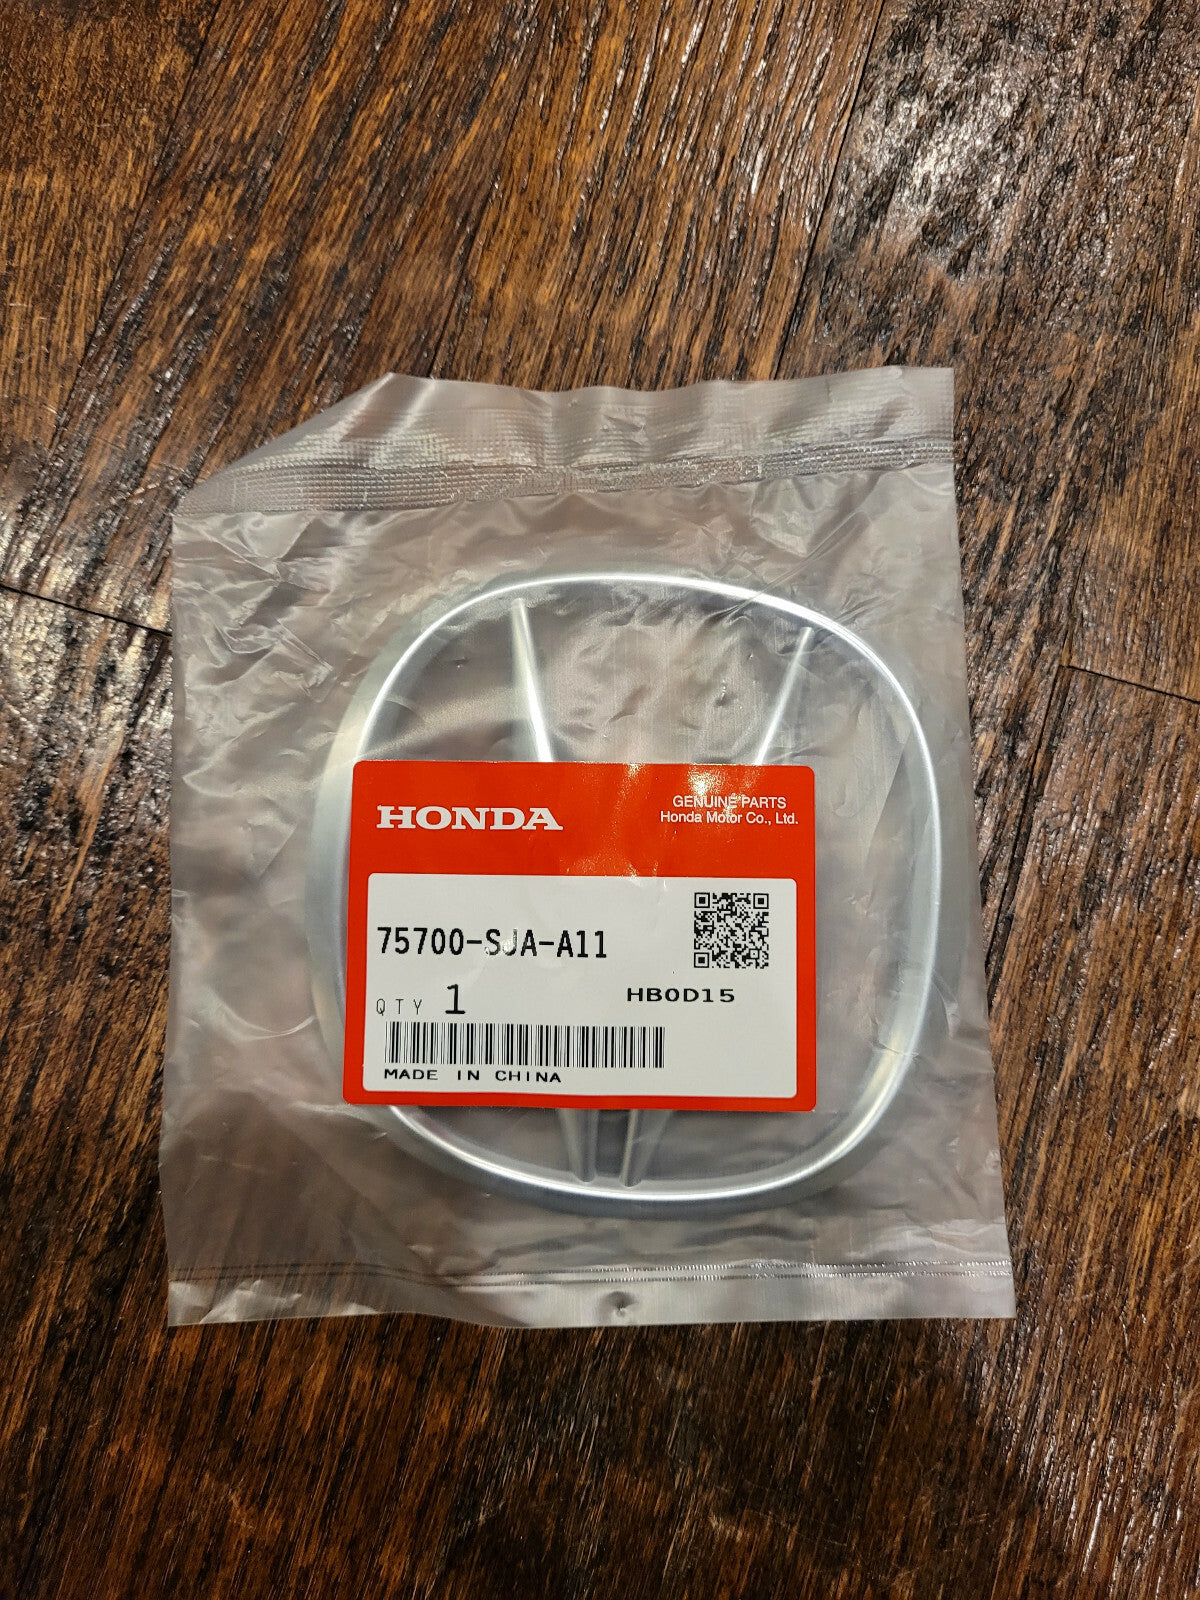 HONDA
GENUINE PARTS
Honda Motor Co., Ltd.
75700-SJA-A11
QTY 1
HB0D15
MADE IN CHINA